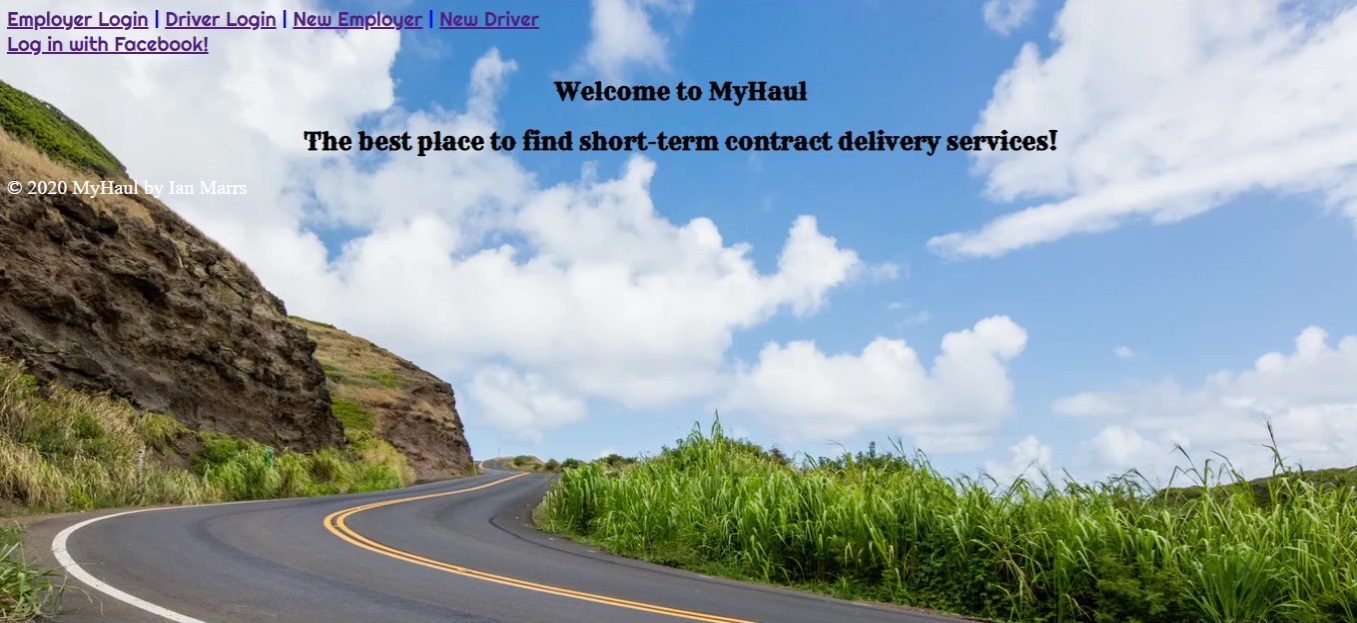 Employer Login | Driver Login | New Employer | New Driver
Log in with Facebook!
Welcome to MyHaul
The best place to find short-term contract delivery services!
© 2020 MyHaul by Ian Marrs